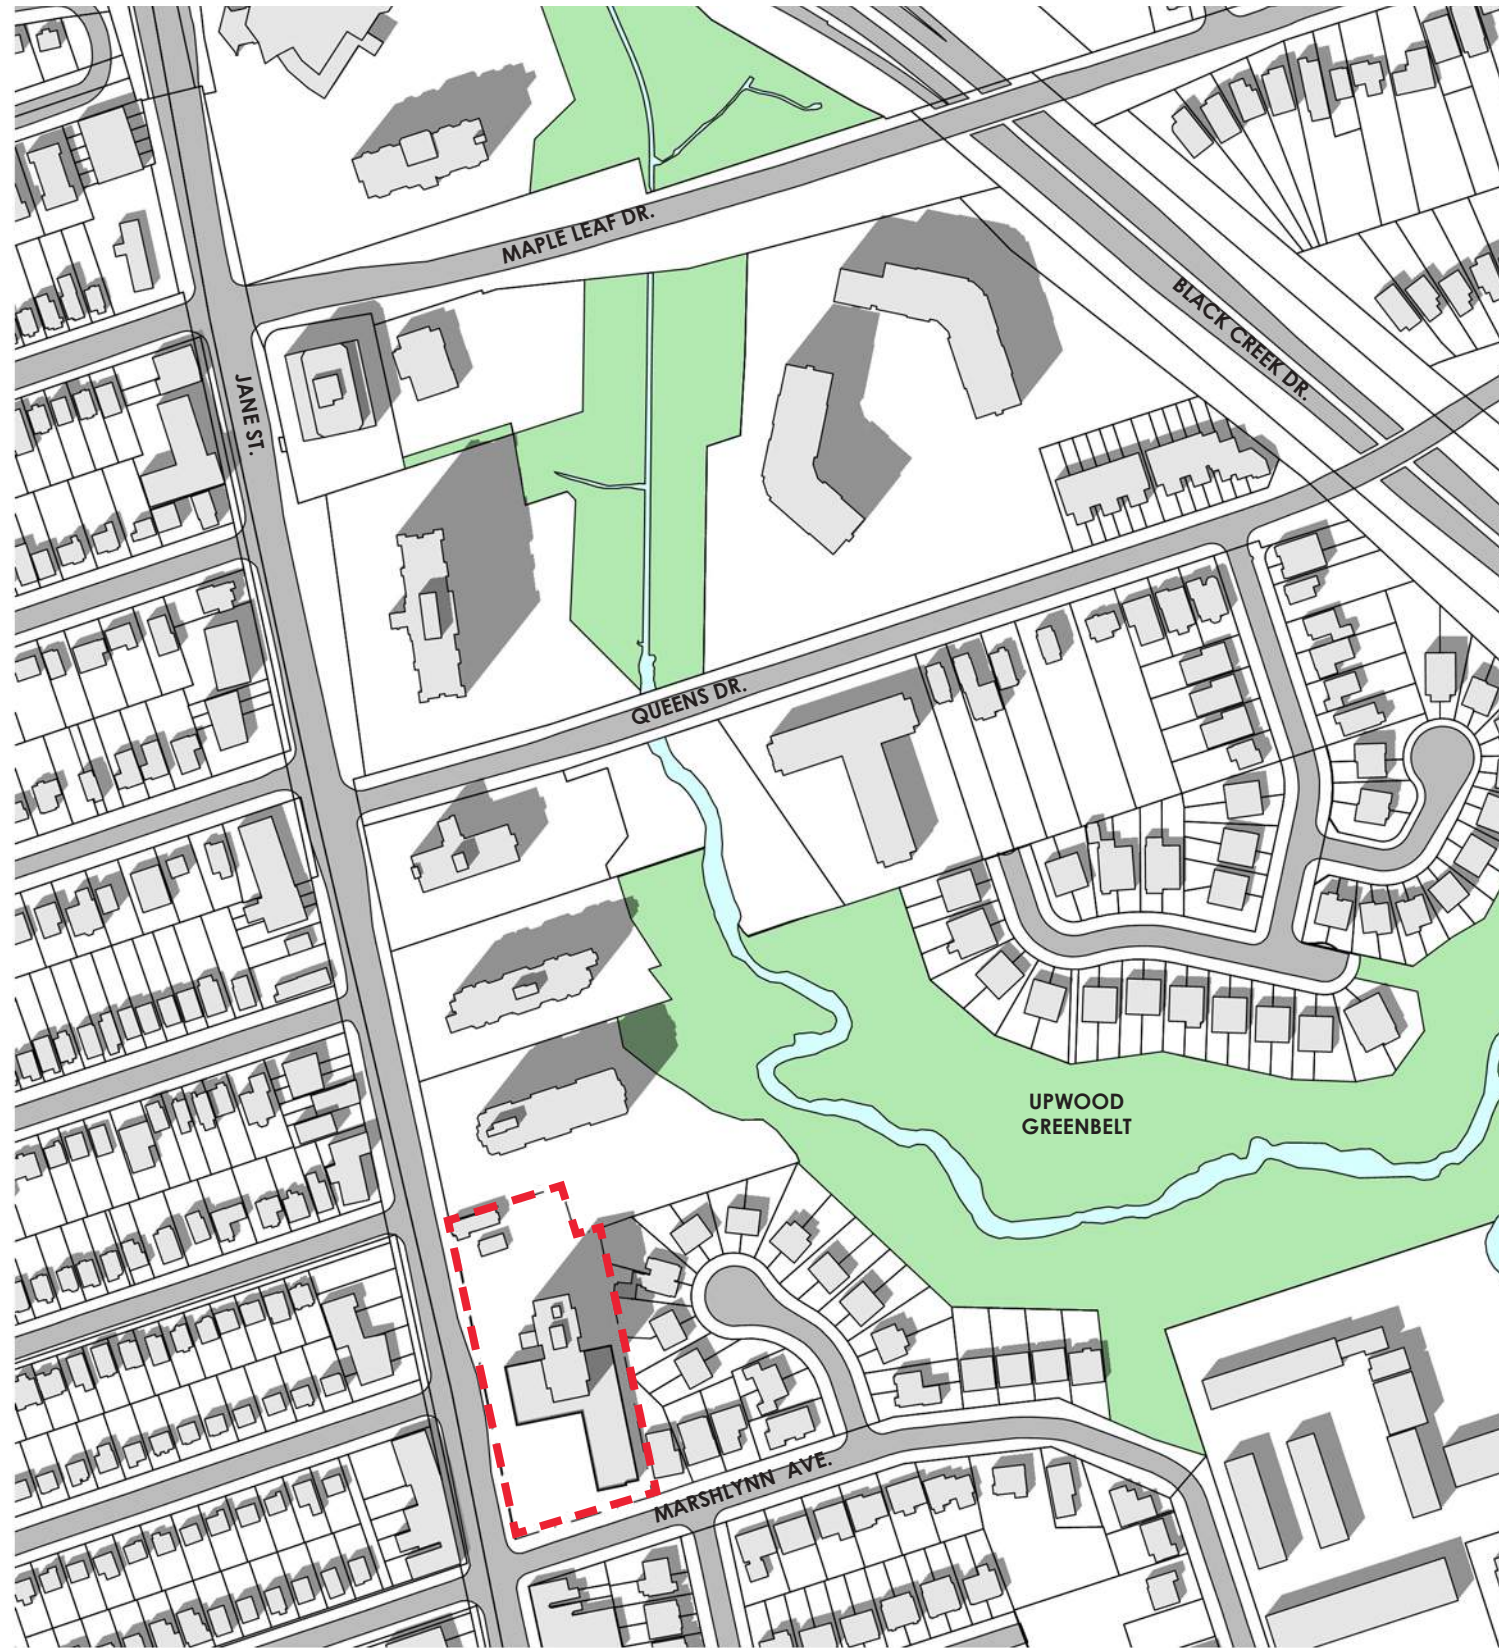 MAPLE LEAF DR.
BLACK CREEK DR.
JANE ST.
QUEENS DR.
UPWOOD
GREENBELT
MARSHLYNN AVE.